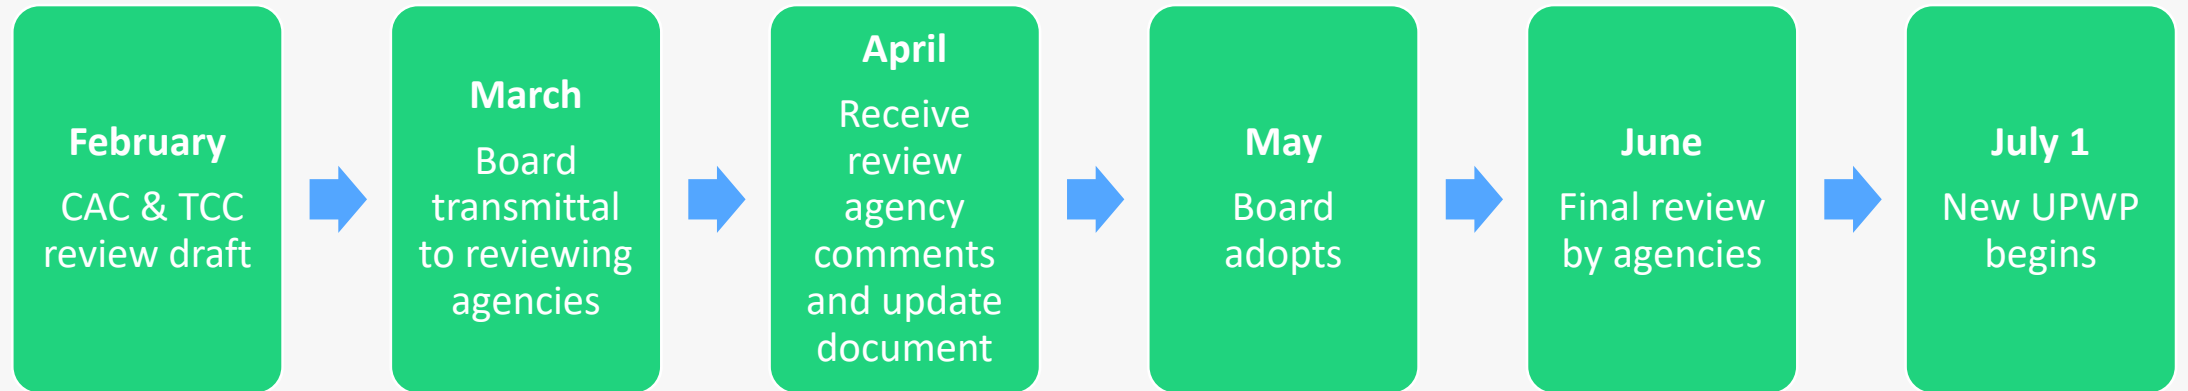 February
CAC & TCC
review draft
March
Board
transmittal
to reviewing
agencies
April
Receive
review
agency
comments
and update
document
May
Board
adopts
June
Final review
by agencies
July 1
New UPWP
begins